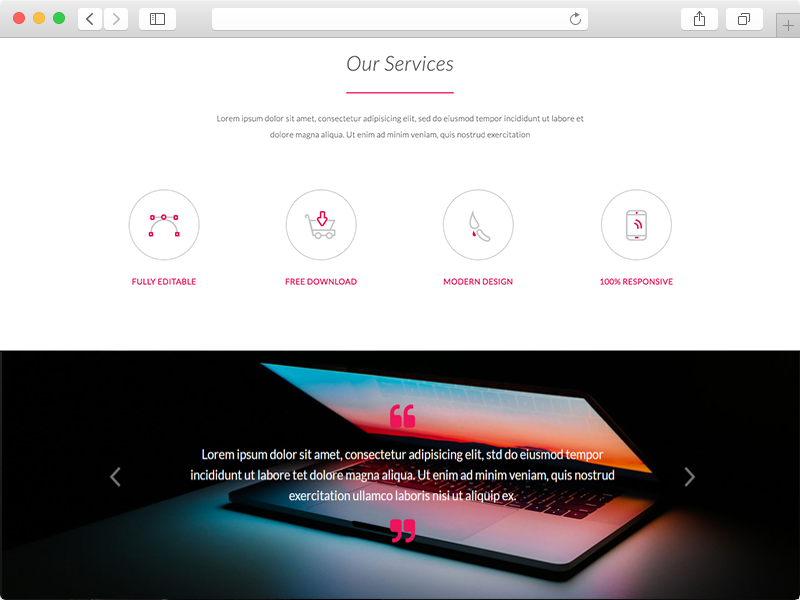 Our Services
Lorem ipsum dolor sit amet, consectetur adipisicing elit, sed do eiusmod tempor incididunt ut labore et
dolore magna aliqua. Ut enim ad minim veniam, quis nostrud exercitation
FULLY EDITABLE
FREE DOWNLOAD
MODERN DESIGN
100% RESPONSIVE
“
Lorem ipsum dolor sit amet, consectetur adipisicing elit, std do eiusmod tempor
incididunt ut labore tet dolore magna aliqua. Ut enim ad minim veniam, quis nostrud
exercitation ullamco laboris nisi ut aliquip ex.
”